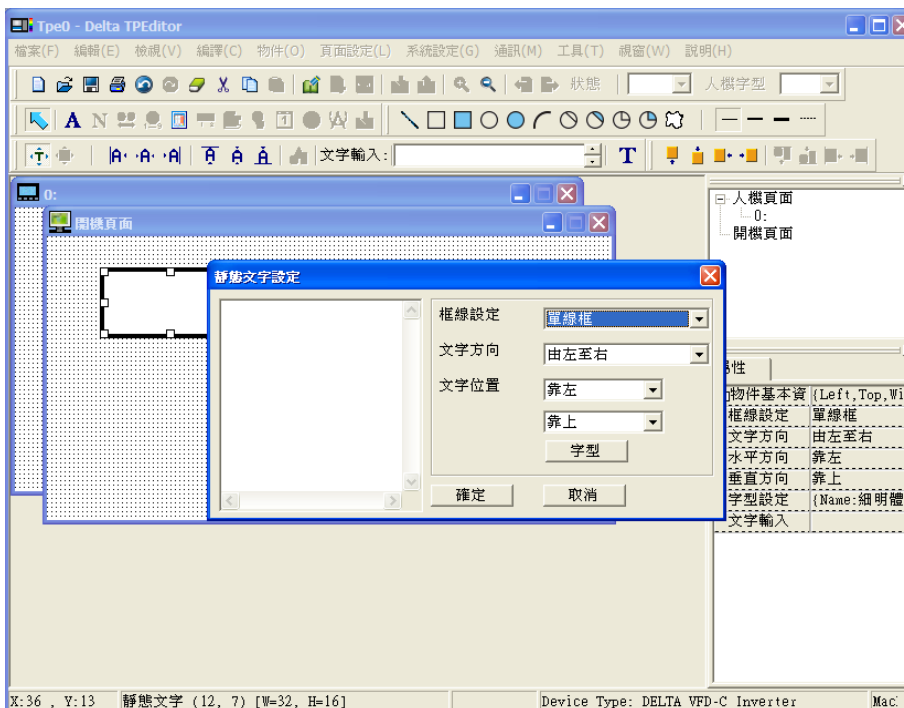 Tpe0 - Delta TPEditor
檔案(F) 編輯(E) 檢視(V) 編譯(C) 物件(O) 頁面設定(L) 系統設定(G) 通訊(M) 工具(T) 視窗(W) 說明(H)
狀態 人機字型
A N
文字輸入: T
0:
開機頁面
人機頁面
0:
開機頁面
靜態文字設定
框線設定 單線框
文字方向 由左至右
文字位置 靠左
靠上
字型
確定 取消
性
物件基本資 {Left,Top,Wi
框線設定 單線框
文字方向 由左至右
水平方向 靠左
垂直方向 靠上
字型設定 {Name:細明體
文字輸入
X:36 , Y:13 靜態文字 (12, 7) [W=32, H=16] Device Type: DELTA VFD-C Inverter Mac